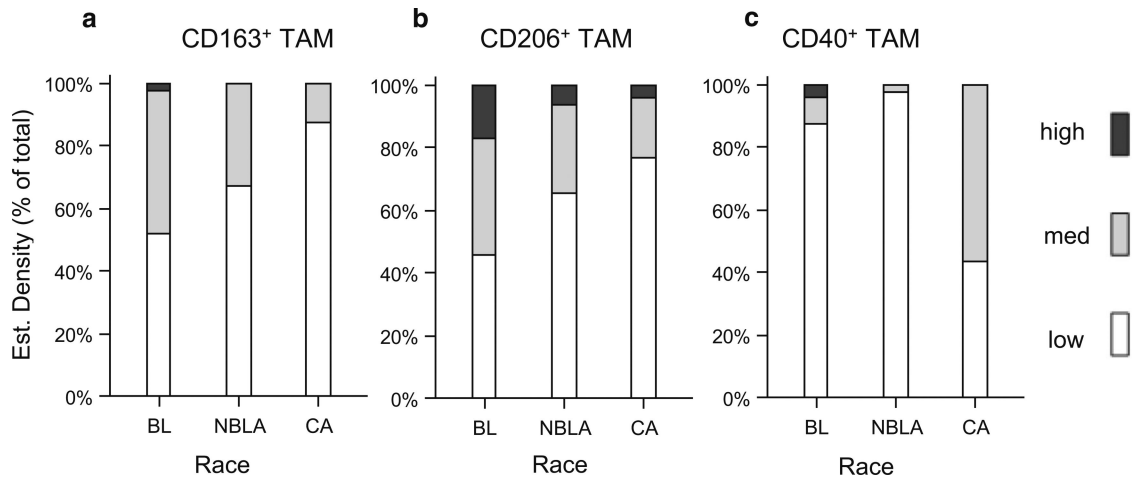 a
CD163+ TAM
Est. Density (% of total)
100%
80%
60%
40%
20%
0%
BL NBLA CA
Race
b
CD206+ TAM
100%
80%
60%
40%
20%
0%
BL NBLA CA
Race
c
CD40+ TAM
100%
80%
60%
40%
20%
0%
BL NBLA CA
Race
high
med
low